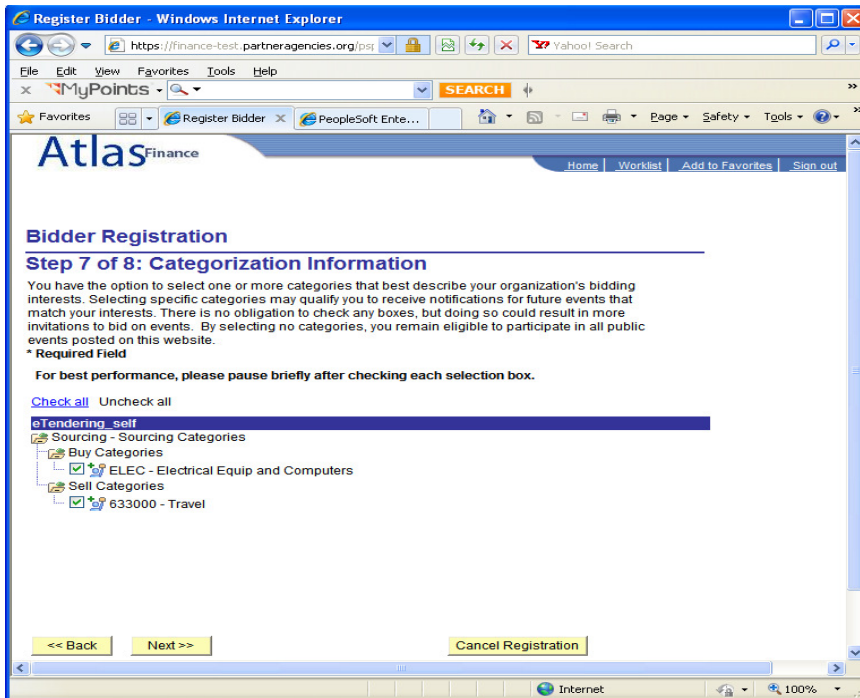 Register Bidder - Windows Internet Explorer
https://finance-test.partneragencies.org/ps
Yahoo! Search
File Edit View Favorites Tools Help
x MyPoints SEARCH »
Favorites Register Bidder X PeopleSoft Ente... Page Safety Tools »
Atlas Finance
Home Worklist Add to Favorites Sign out
Bidder Registration
Step 7 of 8: Categorization Information
You have the option to select one or more categories that best describe your organization's bidding
interests. Selecting specific categories may qualify you to receive notifications for future events that
match your interests. There is no obligation to check any boxes, but doing so could result in more
invitations to bid on events. By selecting no categories, you remain eligible to participate in all public
events posted on this website.
* Required Field
For best performance, please pause briefly after checking each selection box.
Check all Uncheck all
eTendering_self
Sourcing - Sourcing Categories
Buy Categories
ELEC - Electrical Equip and Computers
Sell Categories
633000 - Travel
<< Back Next >> Cancel Registration
Internet 100%